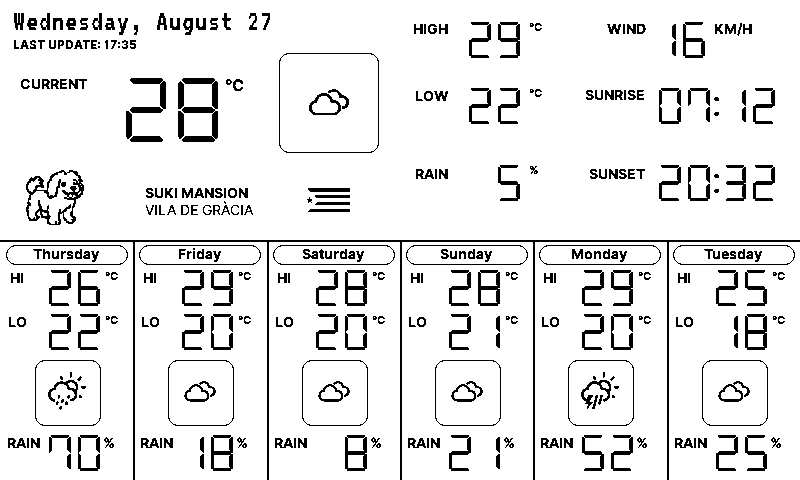 Wednesday, August 27
LAST UPDATE: 17:35
CURRENT 28 °C
SUKI MANSION
VILA DE GRÀCIA
HIGH 29 °C WIND 16 KM/H
LOW 22 °C SUNRISE 07:12
RAIN 5 % SUNSET 20:32
Thursday
HI 26 °C
LO 22 °C
RAIN 70 %
Friday
HI 29 °C
LO 20 °C
RAIN 18 %
Saturday
HI 28 °C
LO 20 °C
RAIN 8 %
Sunday
HI 28 °C
LO 21 °C
RAIN 21 %
Monday
HI 29 °C
LO 20 °C
RAIN 52 %
Tuesday
HI 25 °C
LO 18 °C
RAIN 25 %